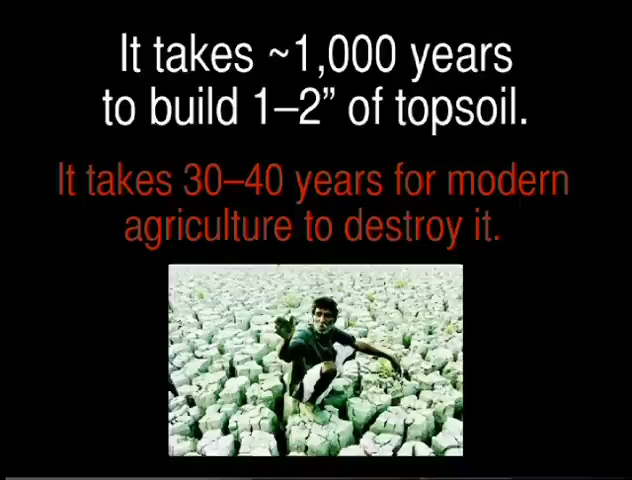 It takes ~1,000 years
to build 1–2” of topsoil.
It takes 30–40 years for modern
agriculture to destroy it.